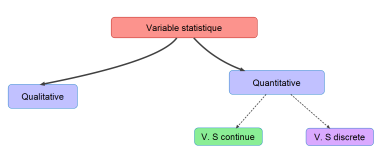 Variable statistique
Quantitative
Qualitative
V. S continue
V. S discrete